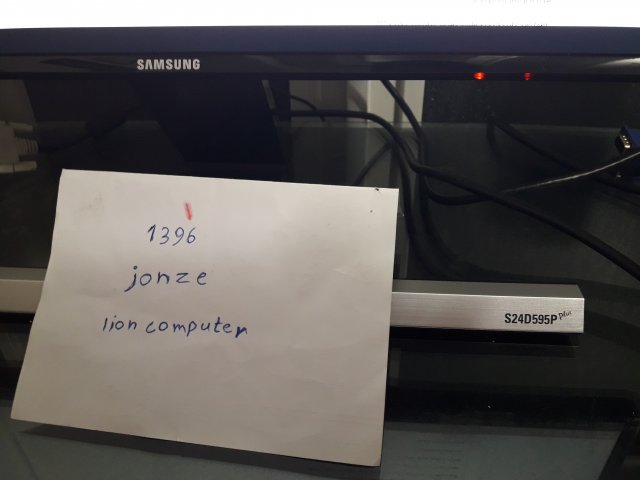 SAMSUNG
1396
jonze
lion computer
S24D595P plus